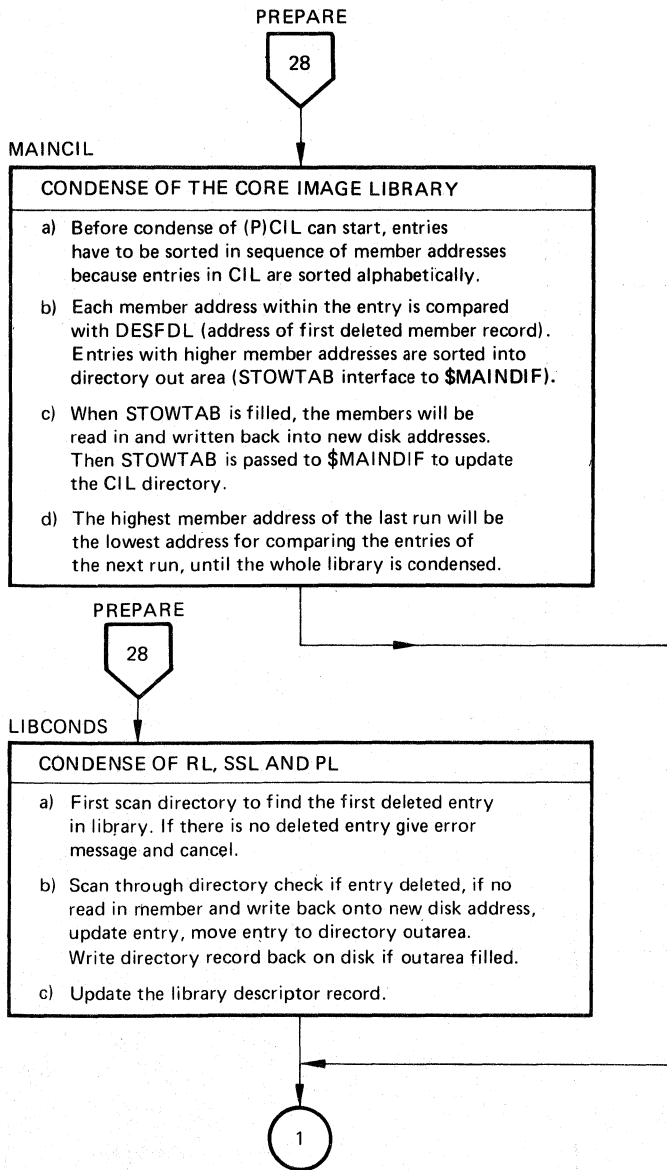 PREPARE
28
MAINCIL
CONDENSE OF THE CORE IMAGE LIBRARY
a) Before condense of (P)CIL can start, entries
have to be sorted in sequence of member addresses
because entries in CIL are sorted alphabetically.
b) Each member address within the entry is compared
with DESFDL (address of first deleted member record).
Entries with higher member addresses are sorted into
directory out area (STOWTAB interface to $MAINDIF).
c) When STOWTAB is filled, the members will be
read in and written back into new disk addresses.
Then STOWTAB is passed to $MAINDIF to update
the CIL directory.
d) The highest member address of the last run will be
the lowest address for comparing the entries of
the next run, until the whole library is condensed.
PREPARE
28
LIBCONDS
CONDENSE OF RL, SSL AND PL
a) First scan directory to find the first deleted entry
in library. If there is no deleted entry give error
message and cancel.
b) Scan through directory check if entry deleted, if no
read in member and write back onto new disk address,
update entry, move entry to directory outarea.
Write directory record back on disk if outarea filled.
c) Update the library descriptor record.
1